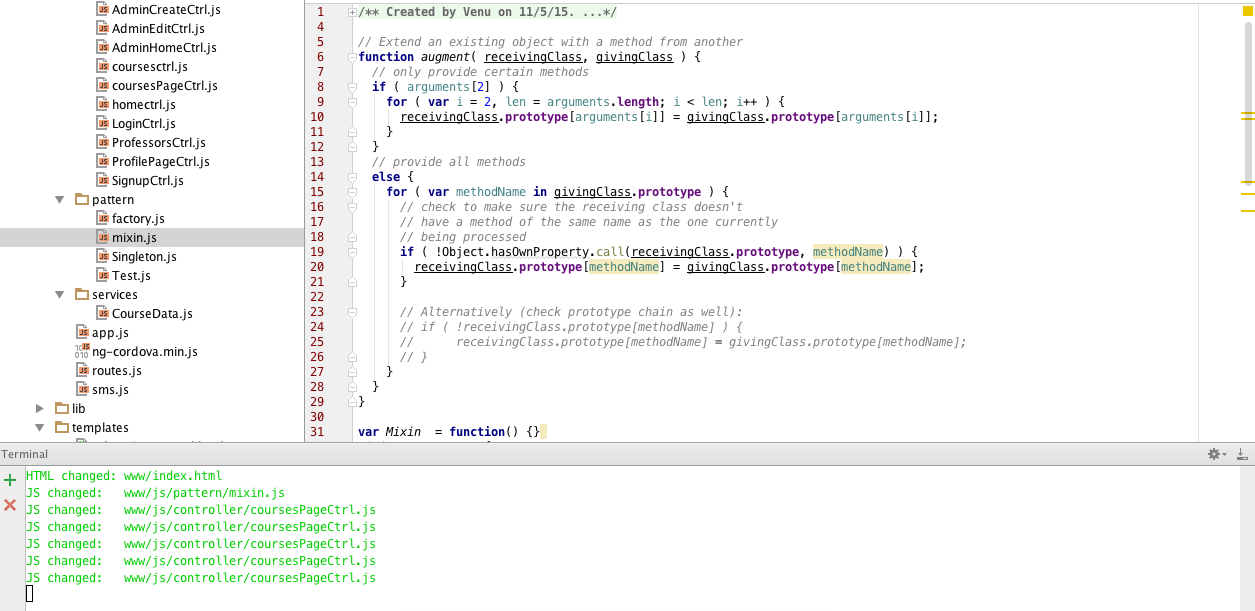 AdminCreateCtrl.js
AdminEditCtrl.js
AdminHomeCtrl.js
coursesctrl.js
coursesPageCtrl.js
homectrl.js
LoginCtrl.js
ProfessorsCtrl.js
ProfilePageCtrl.js
SignupCtrl.js
pattern
factory.js
mixin.js
Singleton.js
Test.js
services
CourseData.js
app.js
ng-cordova.min.js
routes.js
sms.js
lib
templates
1 /** Created by Venu on 11/5/15. ...*/
4
5 // Extend an existing object with a method from another
6 function augment( receivingClass, givingClass ) {
7 // only provide certain methods
8 if ( arguments[2] ) {
9 for ( var i = 2, len = arguments.length; i < len; i++ ) {
10 receivingClass.prototype[arguments[i]] = givingClass.prototype[arguments[i]];
11 }
12 }
13 // provide all methods
14 else {
15 for ( var methodName in givingClass.prototype ) {
16 // check to make sure the receiving class doesn't
17 // have a method of the same name as the one currently
18 // being processed
19 if ( !Object.hasOwnProperty.call(receivingClass.prototype, methodName) ) {
20 receivingClass.prototype[methodName] = givingClass.prototype[methodName];
21 }
22
23 // Alternatively (check prototype chain as well):
24 // if ( !receivingClass.prototype[methodName] ) {
25 // receivingClass.prototype[methodName] = givingClass.prototype[methodName];
26 // }
27 }
28 }
29 }
30
31 var Mixin = function() {}
Terminal
HTML changed: www/index.html
JS changed: www/js/pattern/mixin.js
JS changed: www/js/controller/coursesPageCtrl.js
JS changed: www/js/controller/coursesPageCtrl.js
JS changed: www/js/controller/coursesPageCtrl.js
JS changed: www/js/controller/coursesPageCtrl.js
JS changed: www/js/controller/coursesPageCtrl.js